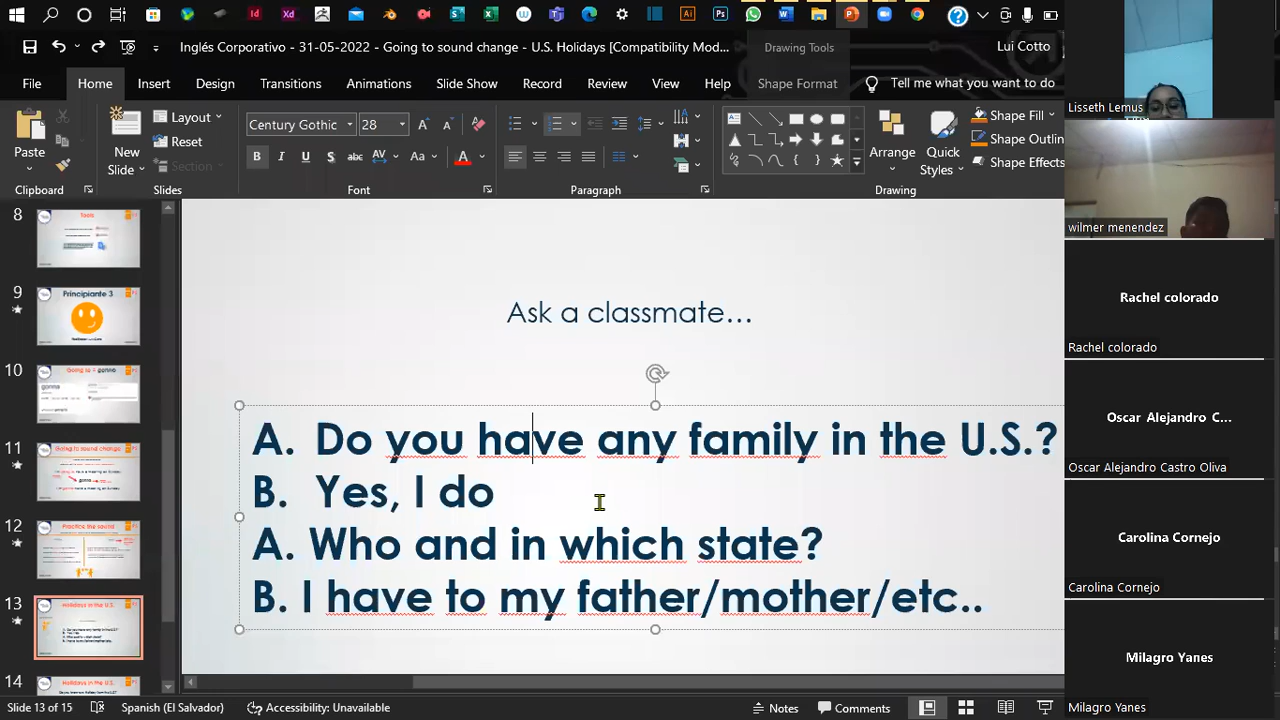 Inglés Corporativo - 31-05-2022 - Going to sound change - U.S. Holidays [Compatibility Mod...
Drawing Tools
Lui Cotto
File
Home
Insert
Design
Transitions
Animations
Slide Show
Record
Review
View
Help
Shape Format
Tell me what you want to do
Paste
New
Slide
Layout
Reset
Section
Century Gothic
28
Arrange
Quick
Styles
Shape Fill
Shape Outlin
Shape Effects
Clipboard
Slides
Font
Paragraph
Drawing
8
Tools
9
Principiante 3
10
Going to = gonna
gonna
11
Going to sound change
12
Practice the sound
13
Holidays in the U.S.
14
Holidays in the U.S.
Ask a classmate...
A. Do you have any family in the U.S.?
B. Yes, I do
A. Who and in which state?
B. I have to my father/mother/etc..
Slide 13 of 15
Spanish (El Salvador)
Accessibility: Unavailable
Notes
Comments
Lisseth Lemus
wilmer menendez
Rachel colorado
Rachel colorado
Oscar Alejandro C...
Oscar Alejandro Castro Oliva
Carolina Cornejo
Carolina Cornejo
Milagro Yanes
Milagro Yanes